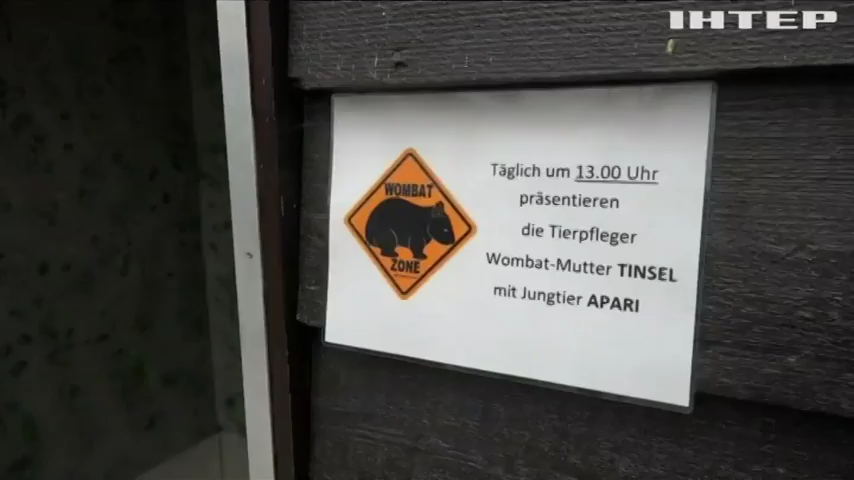 ІНТЕР
WOMBAT
ZONE
Täglich um 13.00 Uhr
präsentieren
die Tierpfleger
Wombat-Mutter TINSEL
mit Jungtier APARI